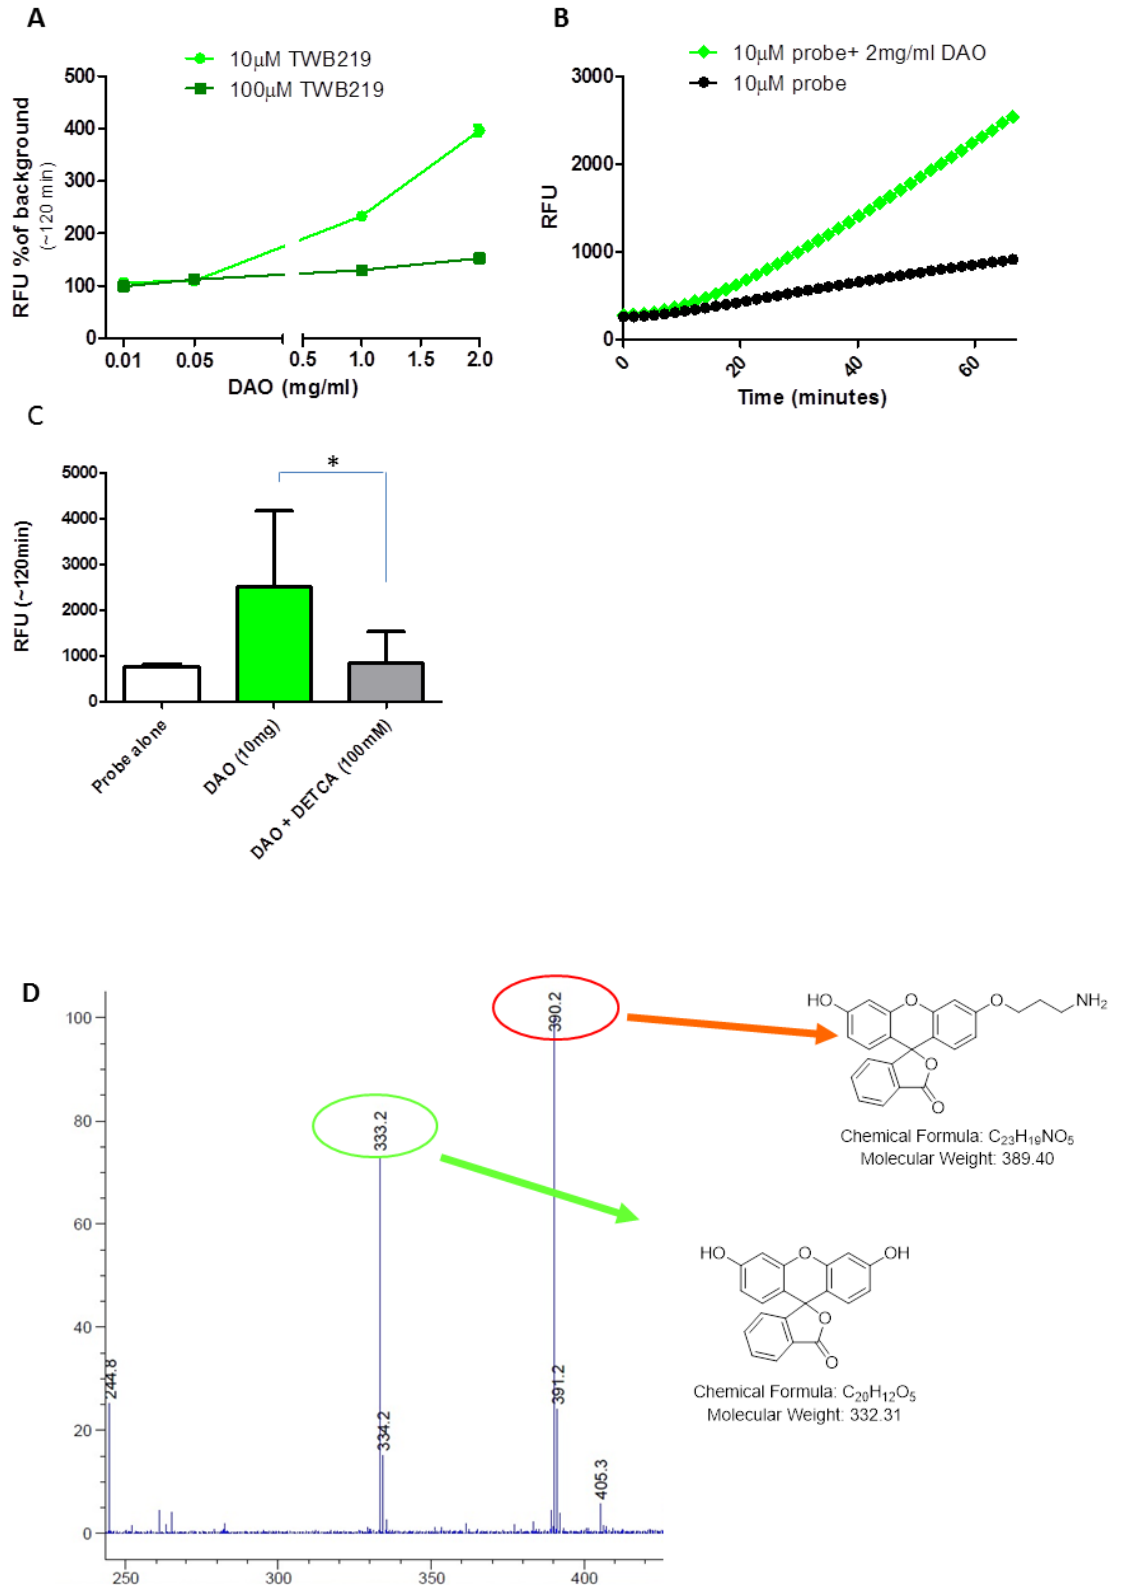 A
10μM TWB219
100μM TWB219
RFU %of background
(~120 min)
500
400
300
200
100
0
0.01
0.05
0.5
1.0
1.5
2.0
DAO (mg/ml)
B
10μM probe+ 2mg/ml DAO
10μM probe
RFU
3000
2000
1000
0
0
20
40
60
Time (minutes)
C
*
RFU (~120min)
5000
4000
3000
2000
1000
0
Probe alone
DAO (10mg)
DAO + DETCA (100mM)
D
100
80
60
40
20
0
250
300
350
400
244.8
333.2
334.2
390.2
391.2
405.3
HO
O
O
NH₂
O
O
Chemical Formula: C₂₃H₁₉NO₅
Molecular Weight: 389.40
HO
O
OH
O
O
Chemical Formula: C₂₀H₁₂O₅
Molecular Weight: 332.31